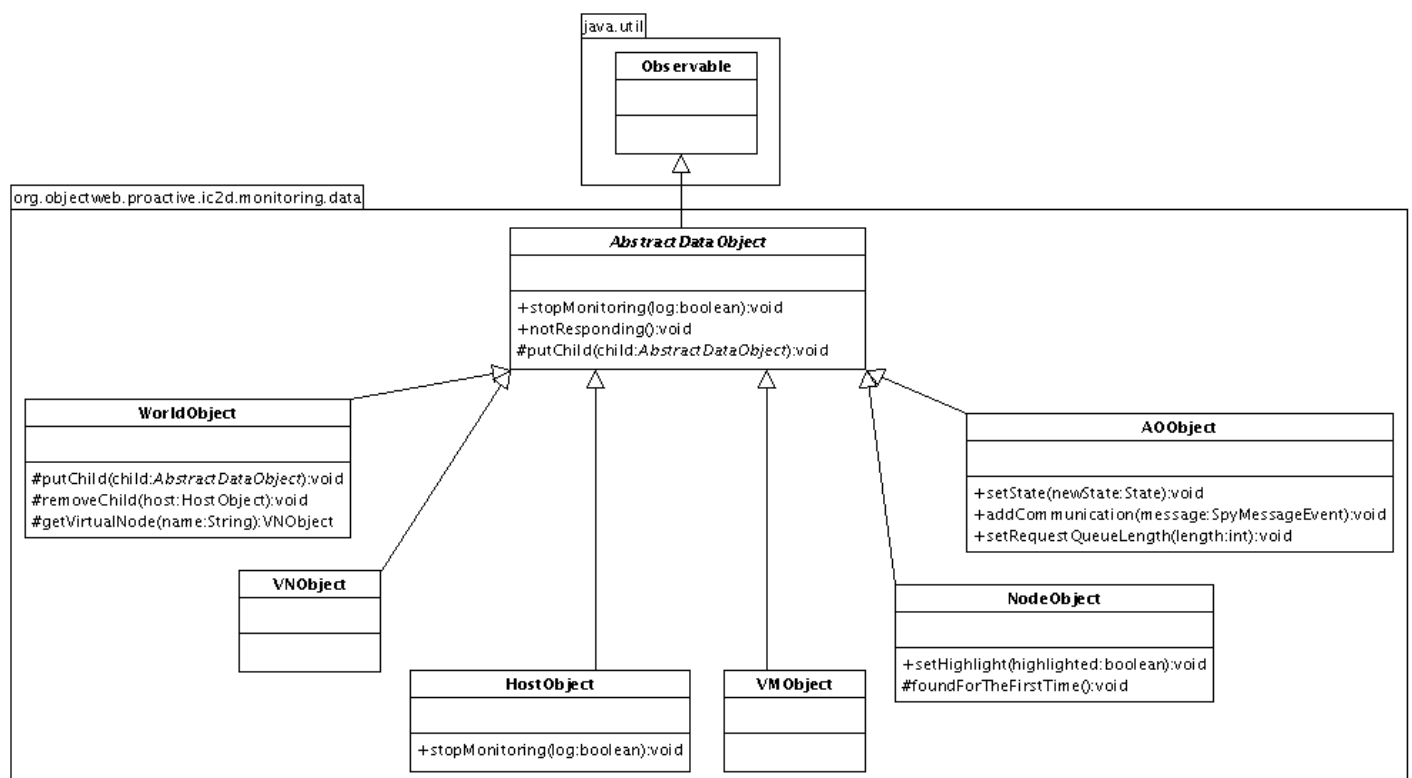 java.util
Observable
org.objectweb.proactive.ic2d.monitoring.data
AbstractDataObject
+stopMonitoring(log:boolean):void
+notResponding():void
#putChild(child:AbstractDataObject):void
WorldObject
#putChild(child:AbstractDataObject):void
#removeChild(host:HostObject):void
#getVirtualNode(name:String):VNObject
AOObject
+setState(newState:State):void
+addCommunication(message:SpyMessageEvent):void
+setRequestQueueLength(length:int):void
VNObject
NodeObject
+setHighlight(highlighted:boolean):void
#foundForTheFirstTime():void
HostObject
+stopMonitoring(log:boolean):void
VMObject